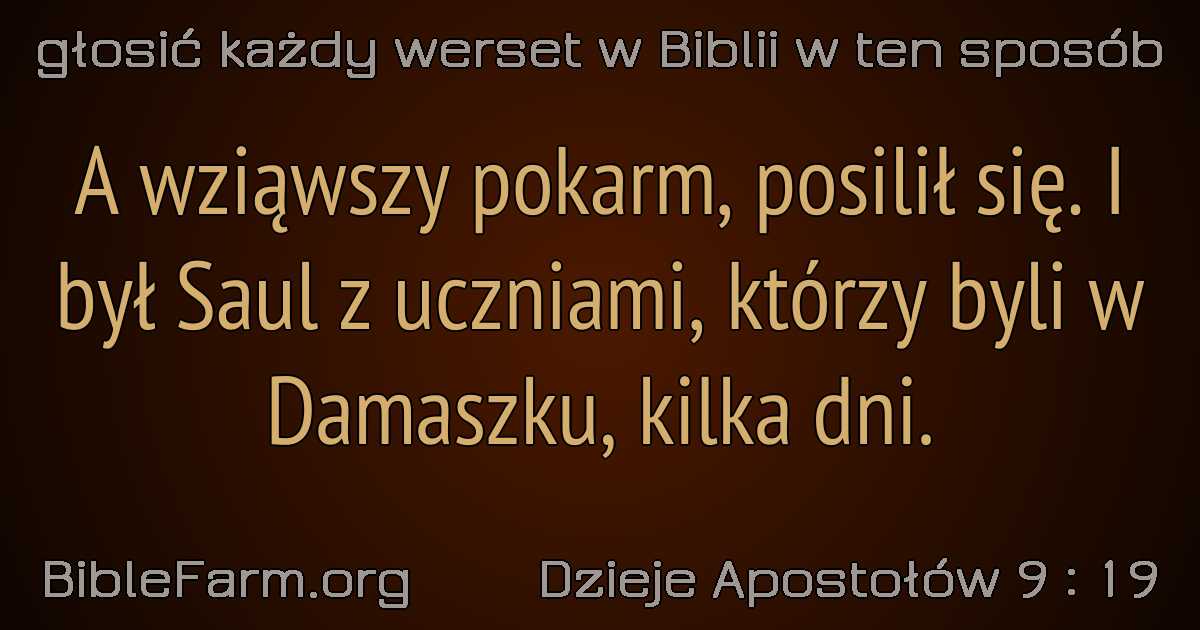 głosić każdy werset w Biblii w ten sposób
A wziąwszy pokarm, posilił się. I
był Saul z uczniami, którzy byli w
Damaszku, kilka dni.
BibleFarm.org
Dzieje Apostołów 9 : 19